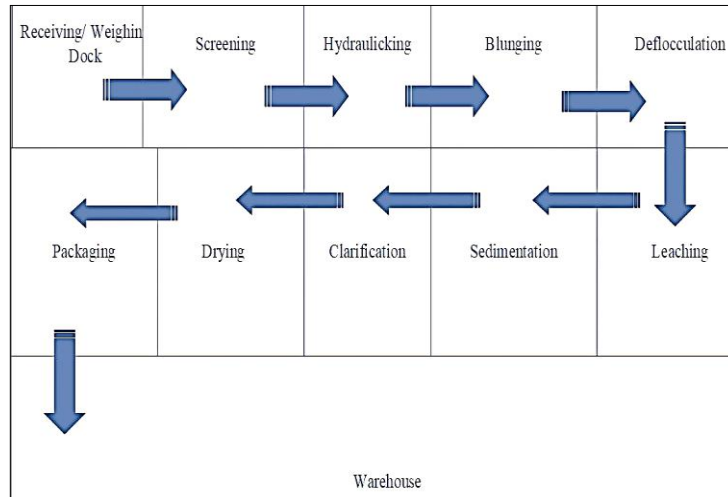 Receiving/ Weighin
Dock
Screening
Hydraulicking
Blunging
Deflocculation
Packaging
Drying
Clarification
Sedimentation
Leaching
Warehouse